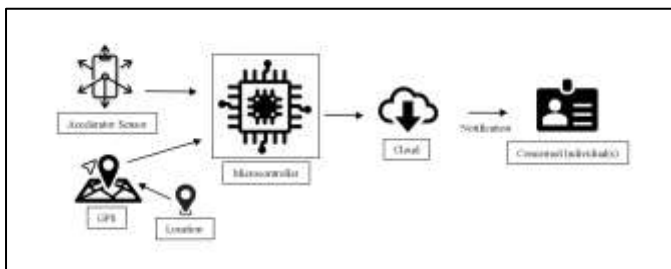 Accelerator Sensor
Microcontroller
Notification
Cloud
Concerned Individual(s)
GPS
Location